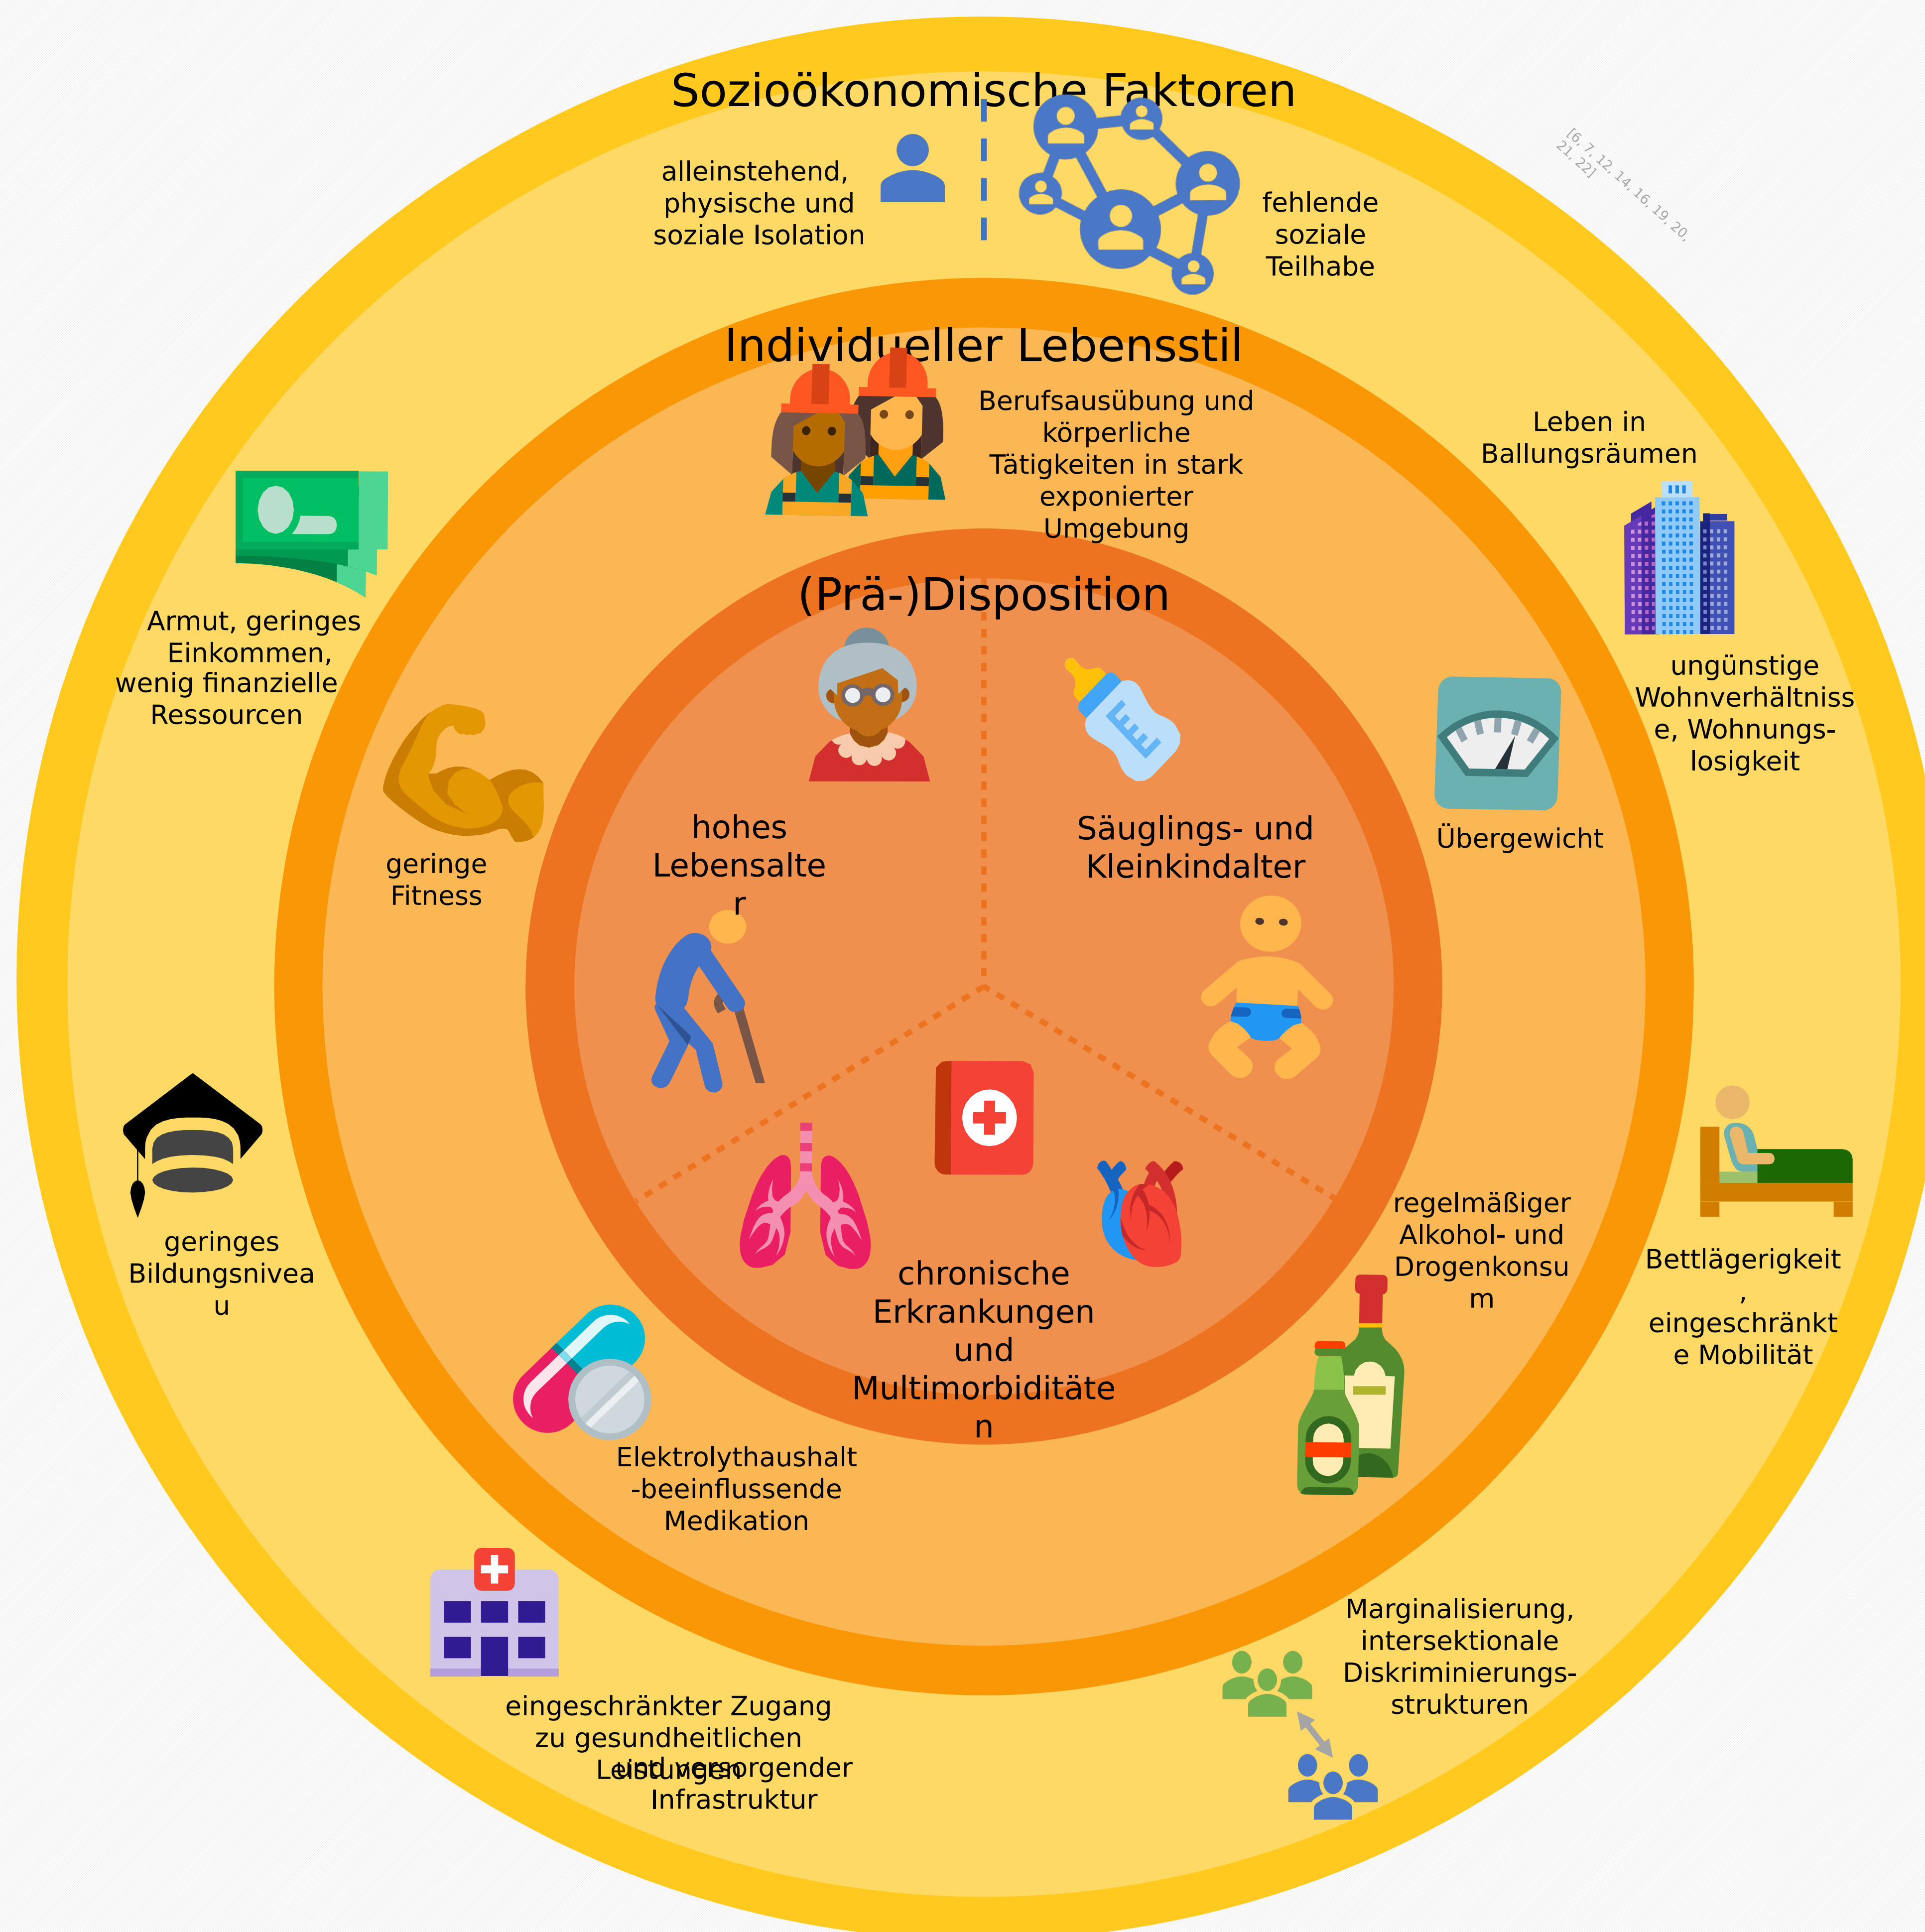 Sozioökonomische Faktoren
alleinstehend,
physische und
soziale Isolation
fehlende
soziale
Teilhabe
[6, 7, 12, 14, 16, 19, 20,
21, 22]
Individueller Lebensstil
Berufsausübung und
körperliche
Tätigkeiten in stark
exponierter
Umgebung
Leben in
Ballungsräumen
(Prä-)Disposition
Armut, geringes
Einkommen,
wenig finanzielle
Ressourcen
ungünstige
Wohnverhältniss
e, Wohnungs-
losigkeit
geringe
Fitness
hohes
Lebensalte
r
Säuglings- und
Kleinkindalter
Übergewicht
geringes
Bildungsnivea
u
chronische
Erkrankungen
und
Multimorbiditäte
n
regelmäßiger
Alkohol- und
Drogenkonsu
m
Bettlägerigkeit
,
eingeschränkt
e Mobilität
Elektrolythaushalt
-beeinflussende
Medikation
eingeschränkter Zugang
zu gesundheitlichen
Leistungen
und versorgender
Infrastruktur
Marginalisierung,
intersektionale
Diskriminierungs-
strukturen